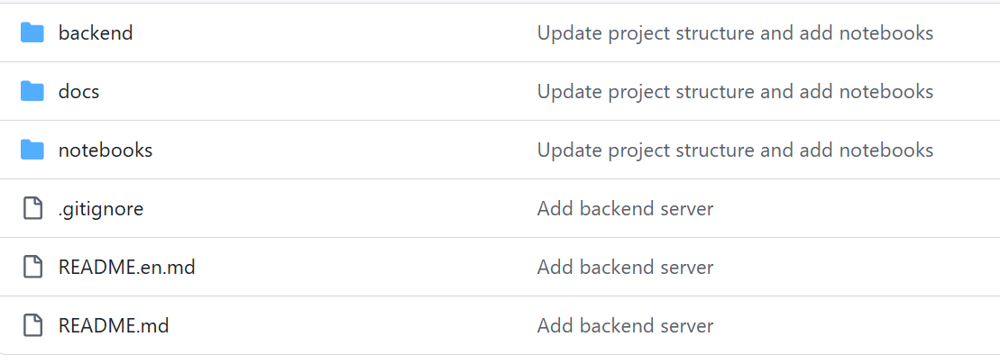 backend Update project structure and add notebooks
docs Update project structure and add notebooks
notebooks Update project structure and add notebooks
.gitignore Add backend server
README.en.md Add backend server
README.md Add backend server